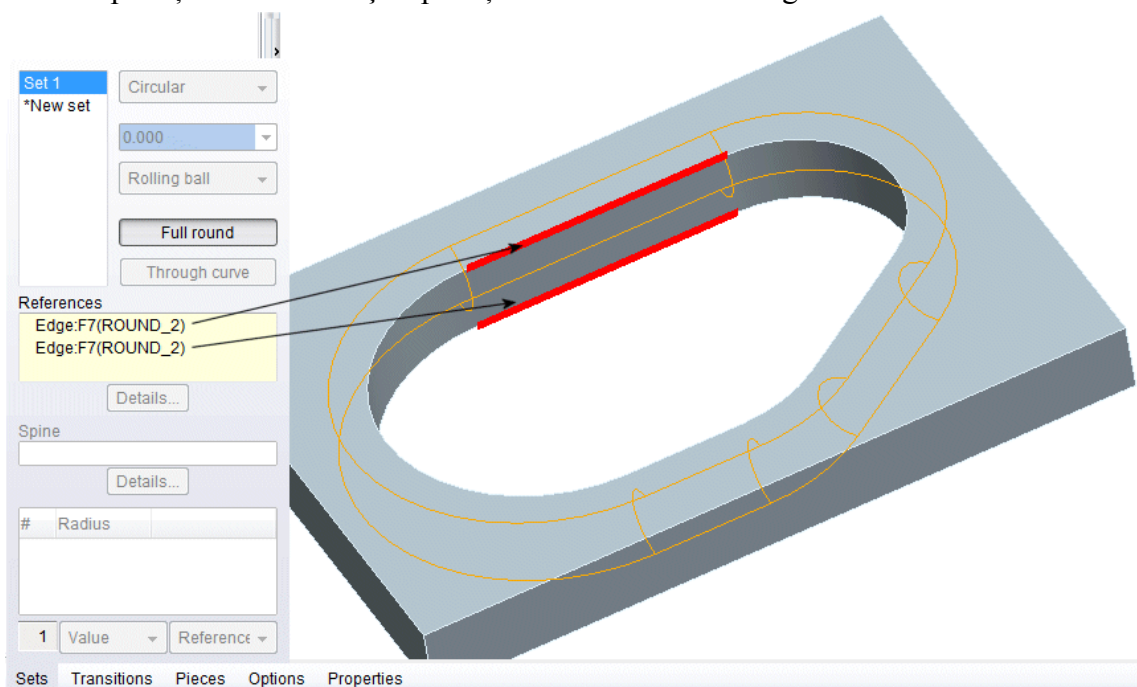 Set 1
*New set
Circular
0.000
Rolling ball
Full round
Through curve
References
Edge:F7(ROUND_2)
Edge:F7(ROUND_2)
Details...
Spine
Details...
# Radius
1 Value Reference
Sets Transitions Pieces Options Properties